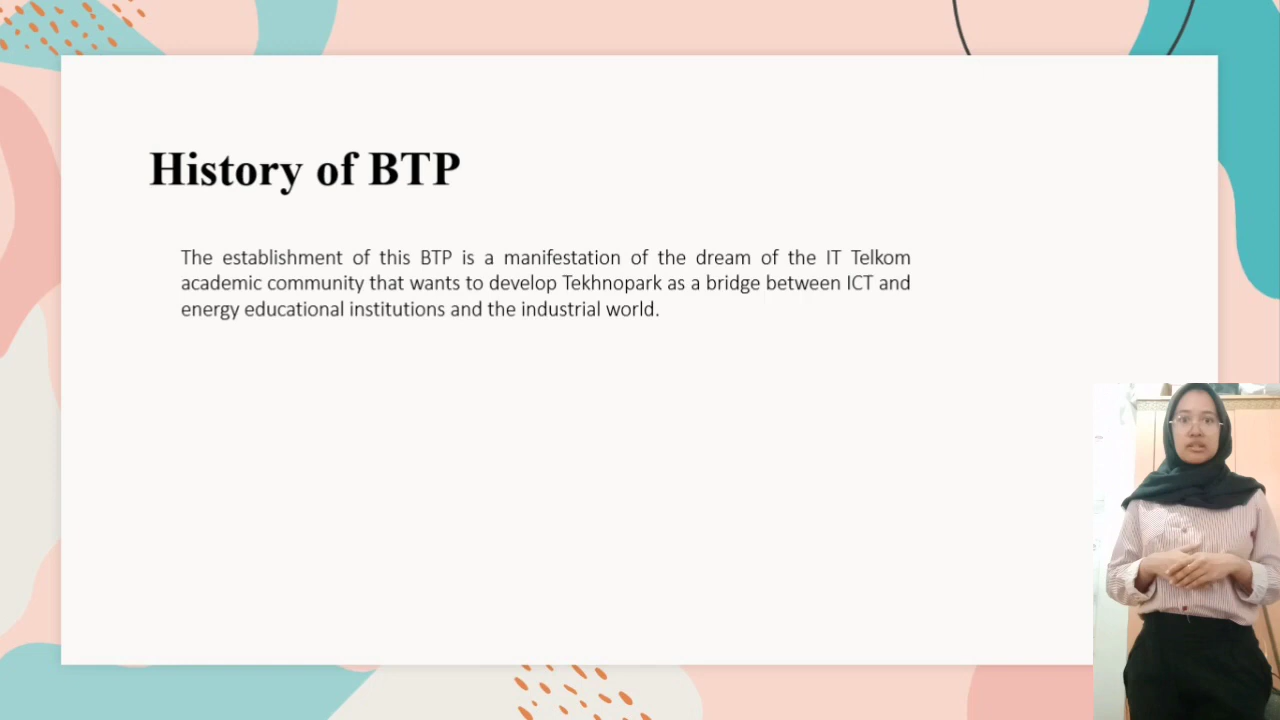 History of BTP
The establishment of this BTP is a manifestation of the dream of the IT Telkom
academic community that wants to develop Tekhnopark as a bridge between ICT and
energy educational institutions and the industrial world.